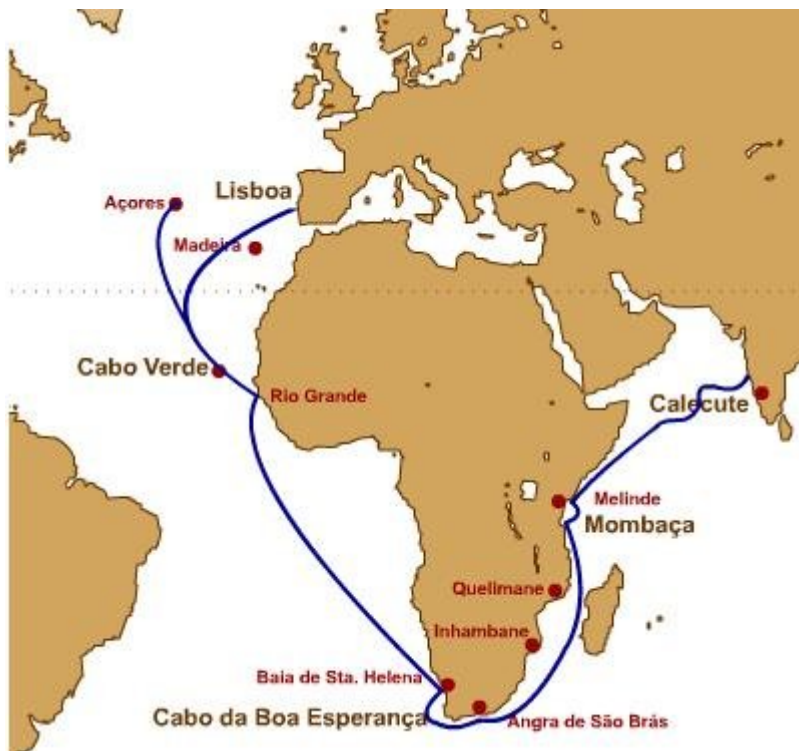 Lisboa
Açores
Madeira
Cabo Verde
Rio Grande
Calecute
Melinde
Mombaça
Quelimane
Inhambane
Baia de Sta. Helena
Cabo da Boa Esperança
Angra de São Brás